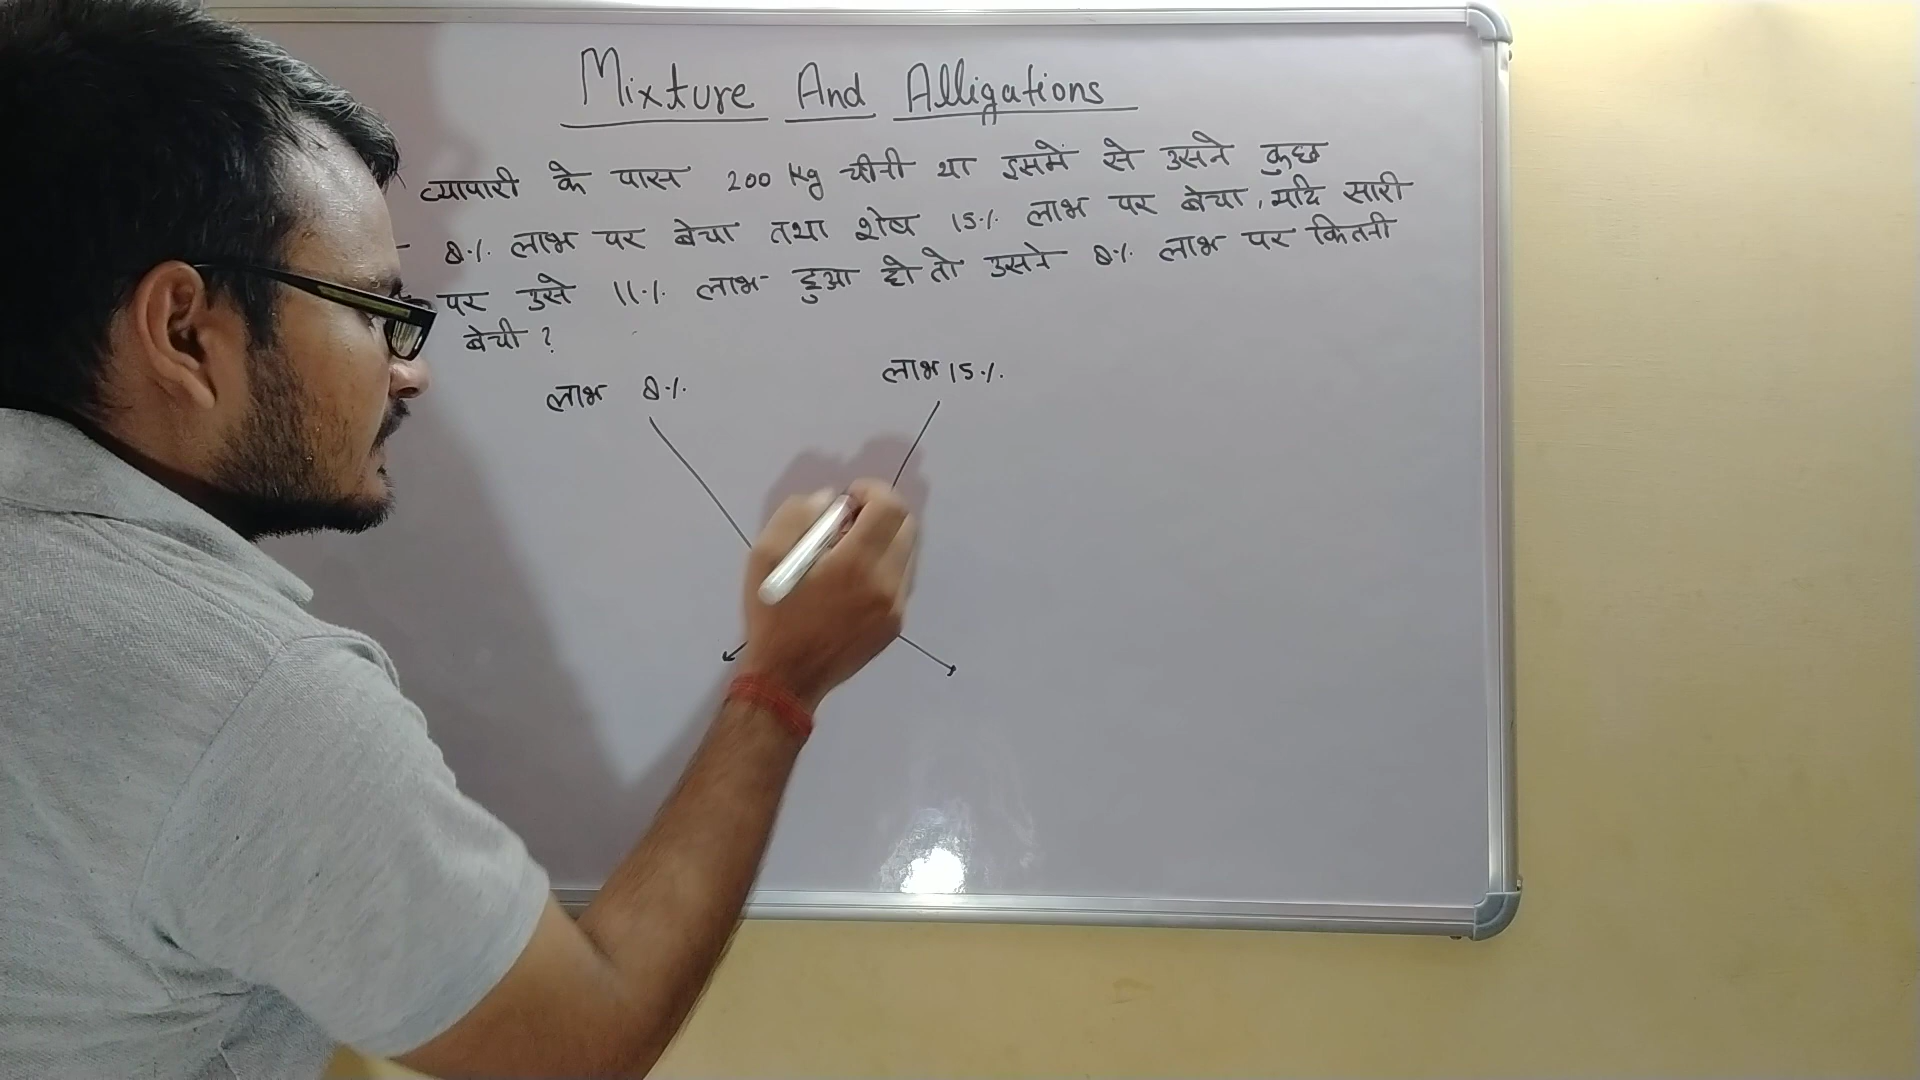 Mixture And Alligations
व्यापारी के पास 200 kg चीनी था इसमें से उसने कुछ
8% लाभ पर बेचा तथा शेष 15% लाभ पर बेचा, यदि सारी
पर उसे 11% लाभ हुआ हो तो उसने 8% लाभ पर कितनी
बेची ?
लाभ 8% लाभ 15%